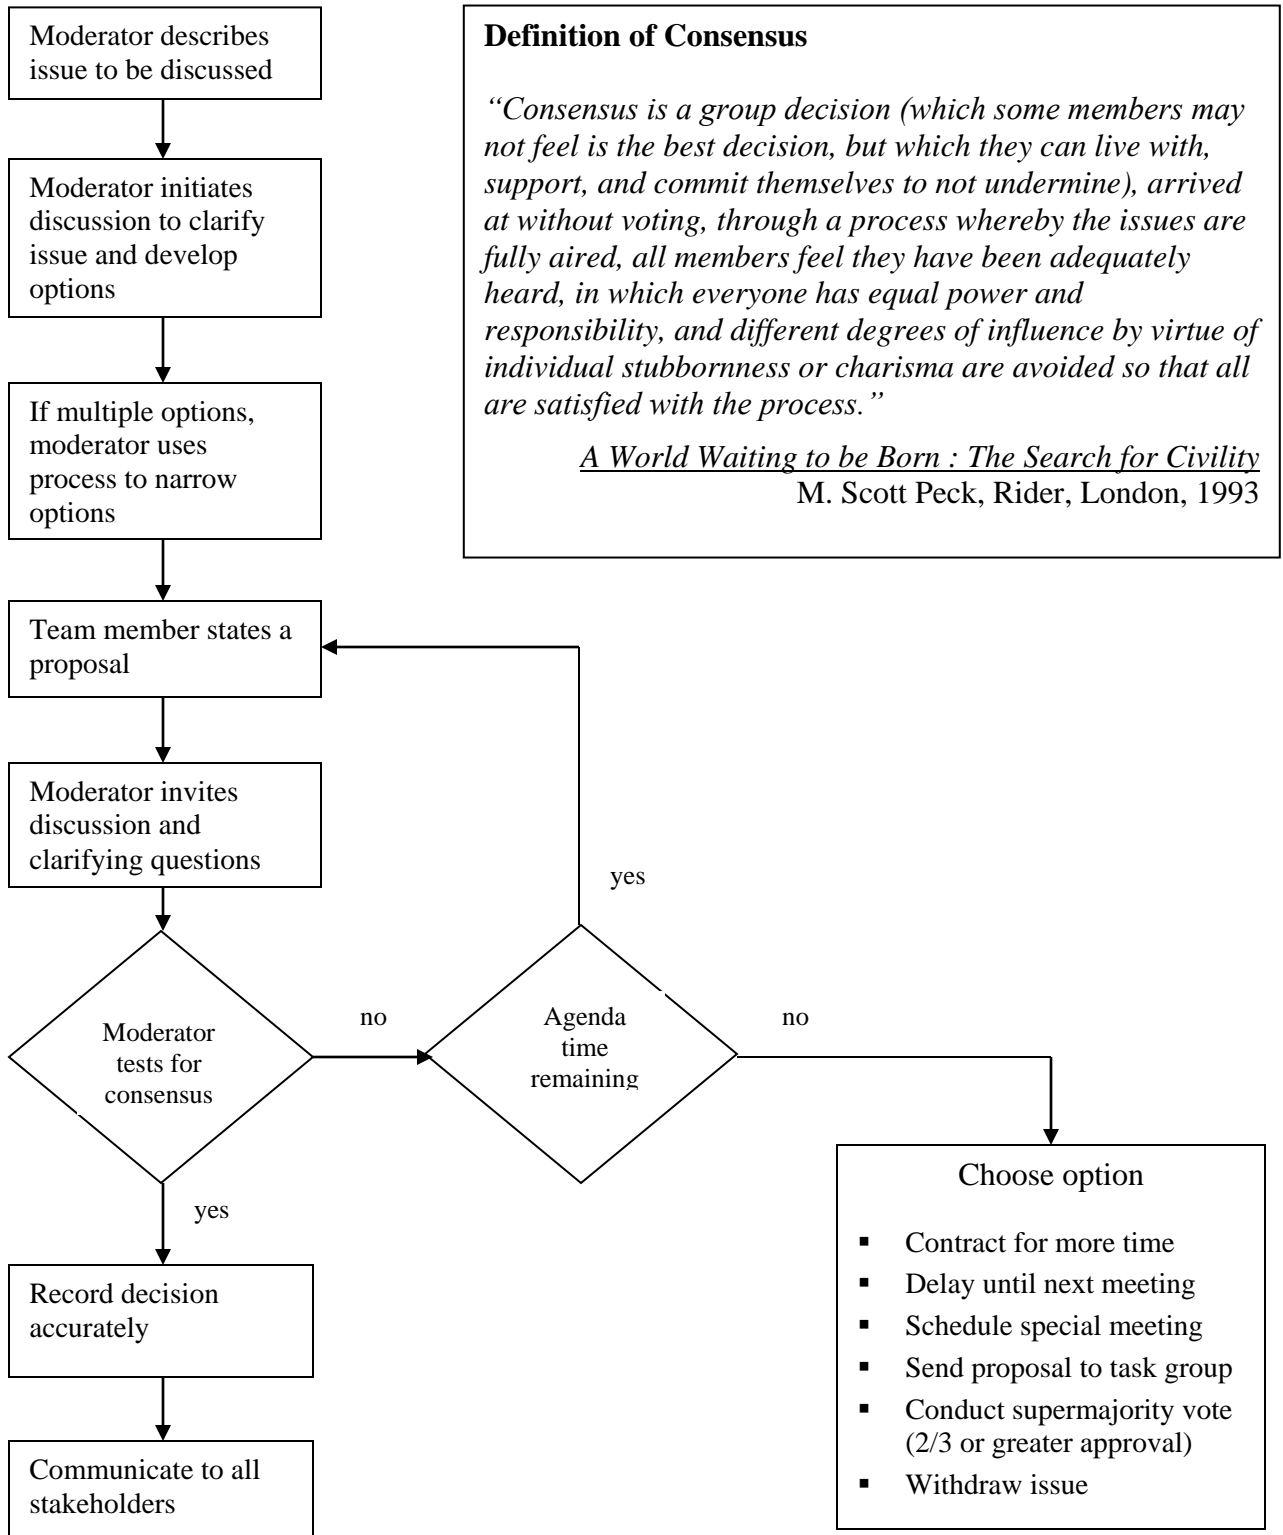 Moderator describes
issue to be discussed
Definition of Consensus
“Consensus is a group decision (which some members may
not feel is the best decision, but which they can live with,
support, and commit themselves to not undermine), arrived
at without voting, through a process whereby the issues are
fully aired, all members feel they have been adequately
heard, in which everyone has equal power and
responsibility, and different degrees of influence by virtue of
individual stubbornness or charisma are avoided so that all
are satisfied with the process.”
A World Waiting to be Born : The Search for Civility
M. Scott Peck, Rider, London, 1993
Moderator initiates
discussion to clarify
issue and develop
options
If multiple options,
moderator uses
process to narrow
options
Team member states a
proposal
Moderator invites
discussion and
clarifying questions
yes
Moderator
tests for
consensus
no
Agenda
time
remaining
no
yes
Choose option
▪ Contract for more time
▪ Delay until next meeting
▪ Schedule special meeting
▪ Send proposal to task group
▪ Conduct supermajority vote
(2/3 or greater approval)
▪ Withdraw issue
Record decision
accurately
Communicate to all
stakeholders